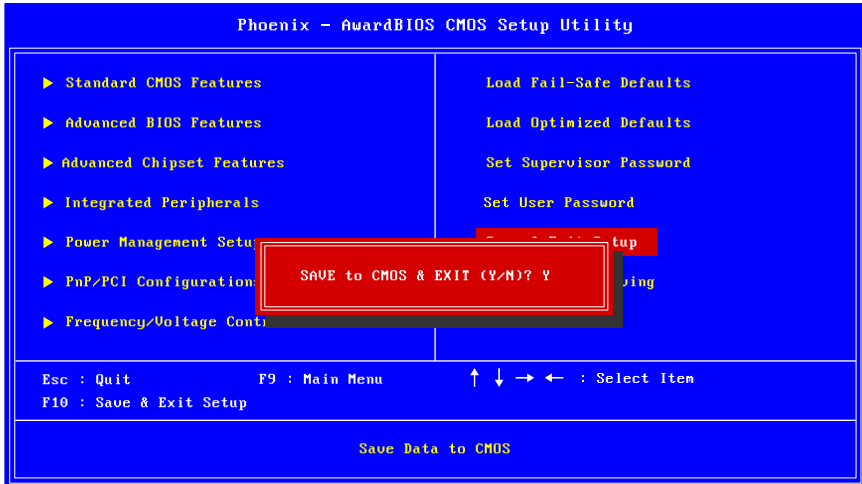 Phoenix - AwardBIOS CMOS Setup Utility
▶ Standard CMOS Features
▶ Advanced BIOS Features
▶ Advanced Chipset Features
▶ Integrated Peripherals
▶ Power Management Setu
▶ PnP/PCI Configuration
▶ Frequency/Voltage Cont
Load Fail-Safe Defaults
Load Optimized Defaults
Set Supervisor Password
Set User Password
tup
ving
SAVE to CMOS & EXIT (Y/N)? Y
Esc : Quit F9 : Main Menu ↑ ↓ → ← : Select Item
F10 : Save & Exit Setup
Save Data to CMOS